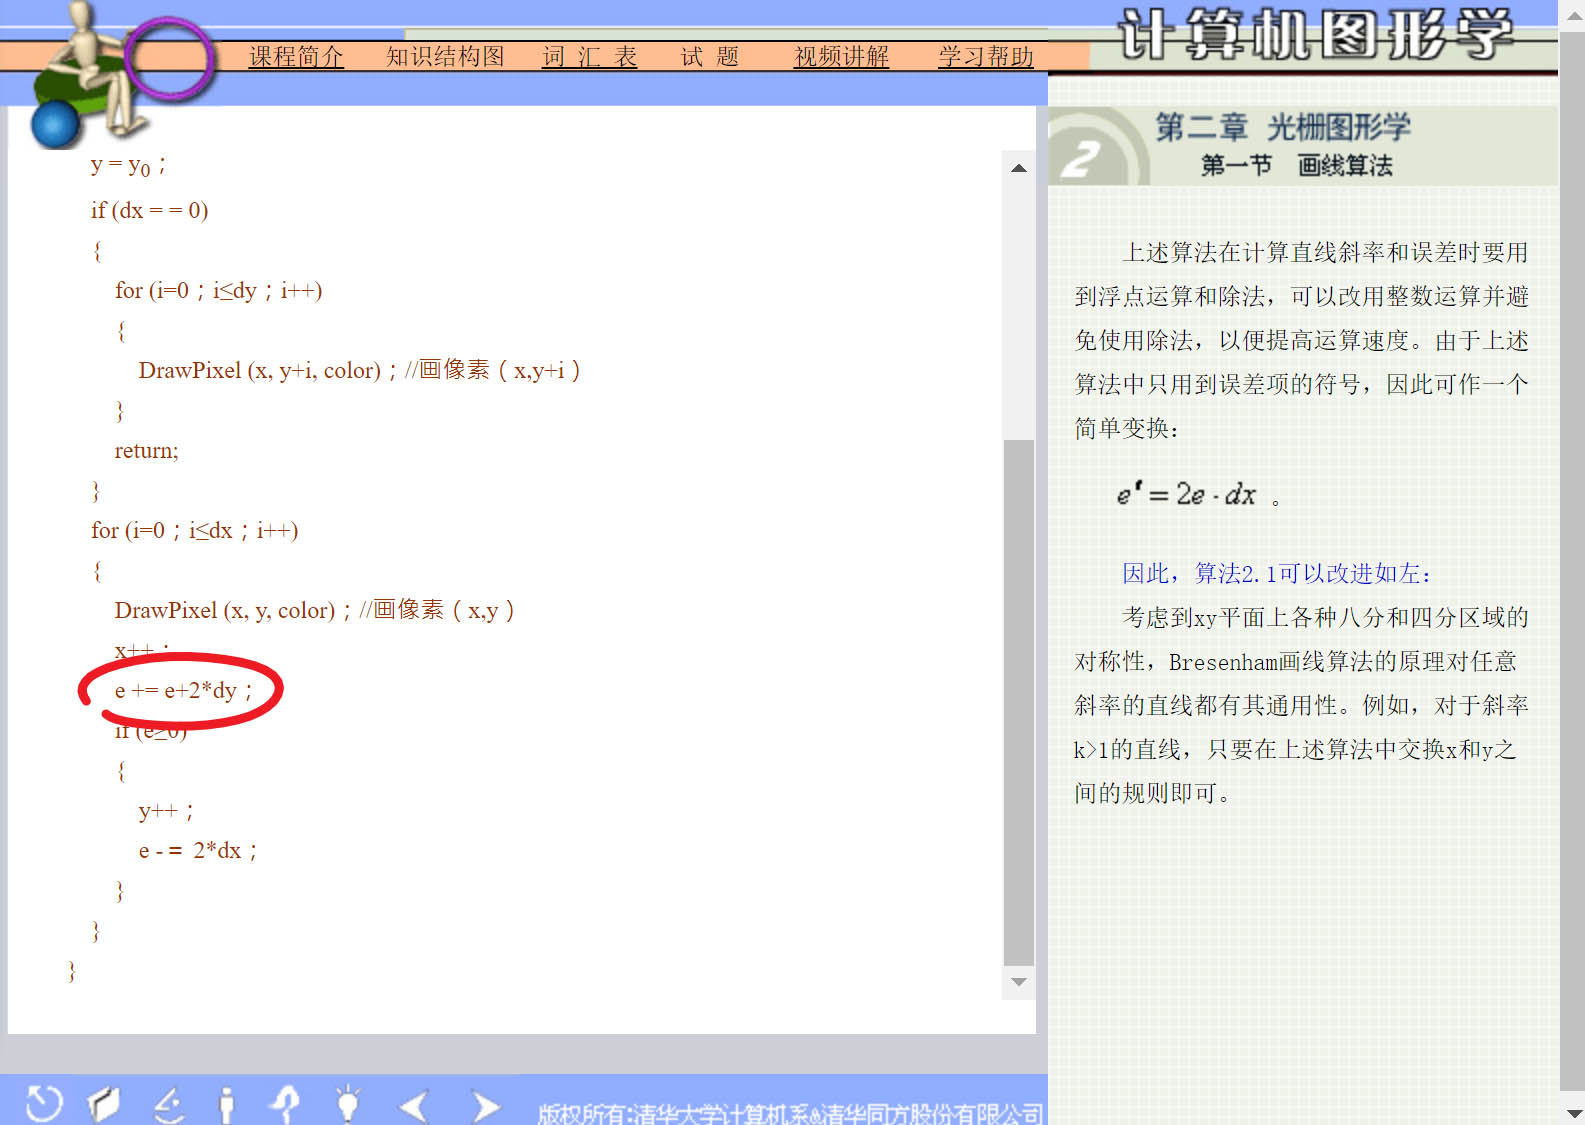 计算机图形学
课程简介 知识结构图 词 汇 表 试 题 视频讲解 学习帮助
y = y0；
if (dx = = 0)
{
for (i=0；i≤dy；i++)
{
DrawPixel (x, y+i, color)；//画像素（x,y+i）
}
return;
}
for (i=0；i≤dx；i++)
{
DrawPixel (x, y, color)；//画像素（x,y）
x++；
e += e+2*dy；
if (e≥0)
{
y++；
e - = 2*dx；
}
}
}
2
第二章 光栅图形学
第一节 画线算法
上述算法在计算直线斜率和误差时要用
到浮点运算和除法，可以改用整数运算并避
免使用除法，以便提高运算速度。由于上述
算法中只用到误差项的符号，因此可作一个
简单变换：
e' = 2e · dx 。
因此，算法2.1可以改进如左：
考虑到xy平面上各种八分和四分区域的
对称性，Bresenham画线算法的原理对任意
斜率的直线都有其通用性。例如，对于斜率
k>1的直线，只要在上述算法中交换x和y之
间的规则即可。
版权所有:清华大学计算机系&清华同方股份有限公司